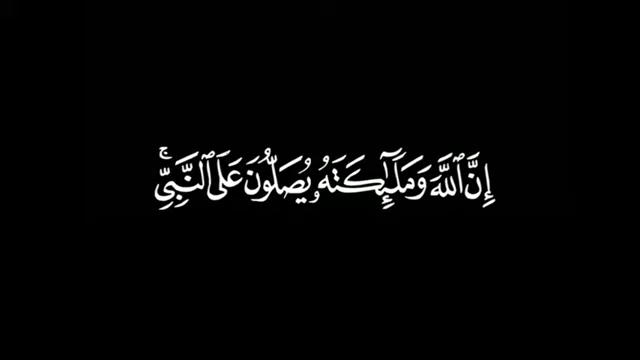 إِنَّ ٱللَّهَ وَمَلَـٰٓئِكَتَهُۥ يُصَلُّونَ عَلَى ٱلنَّبِىِّ ۚ